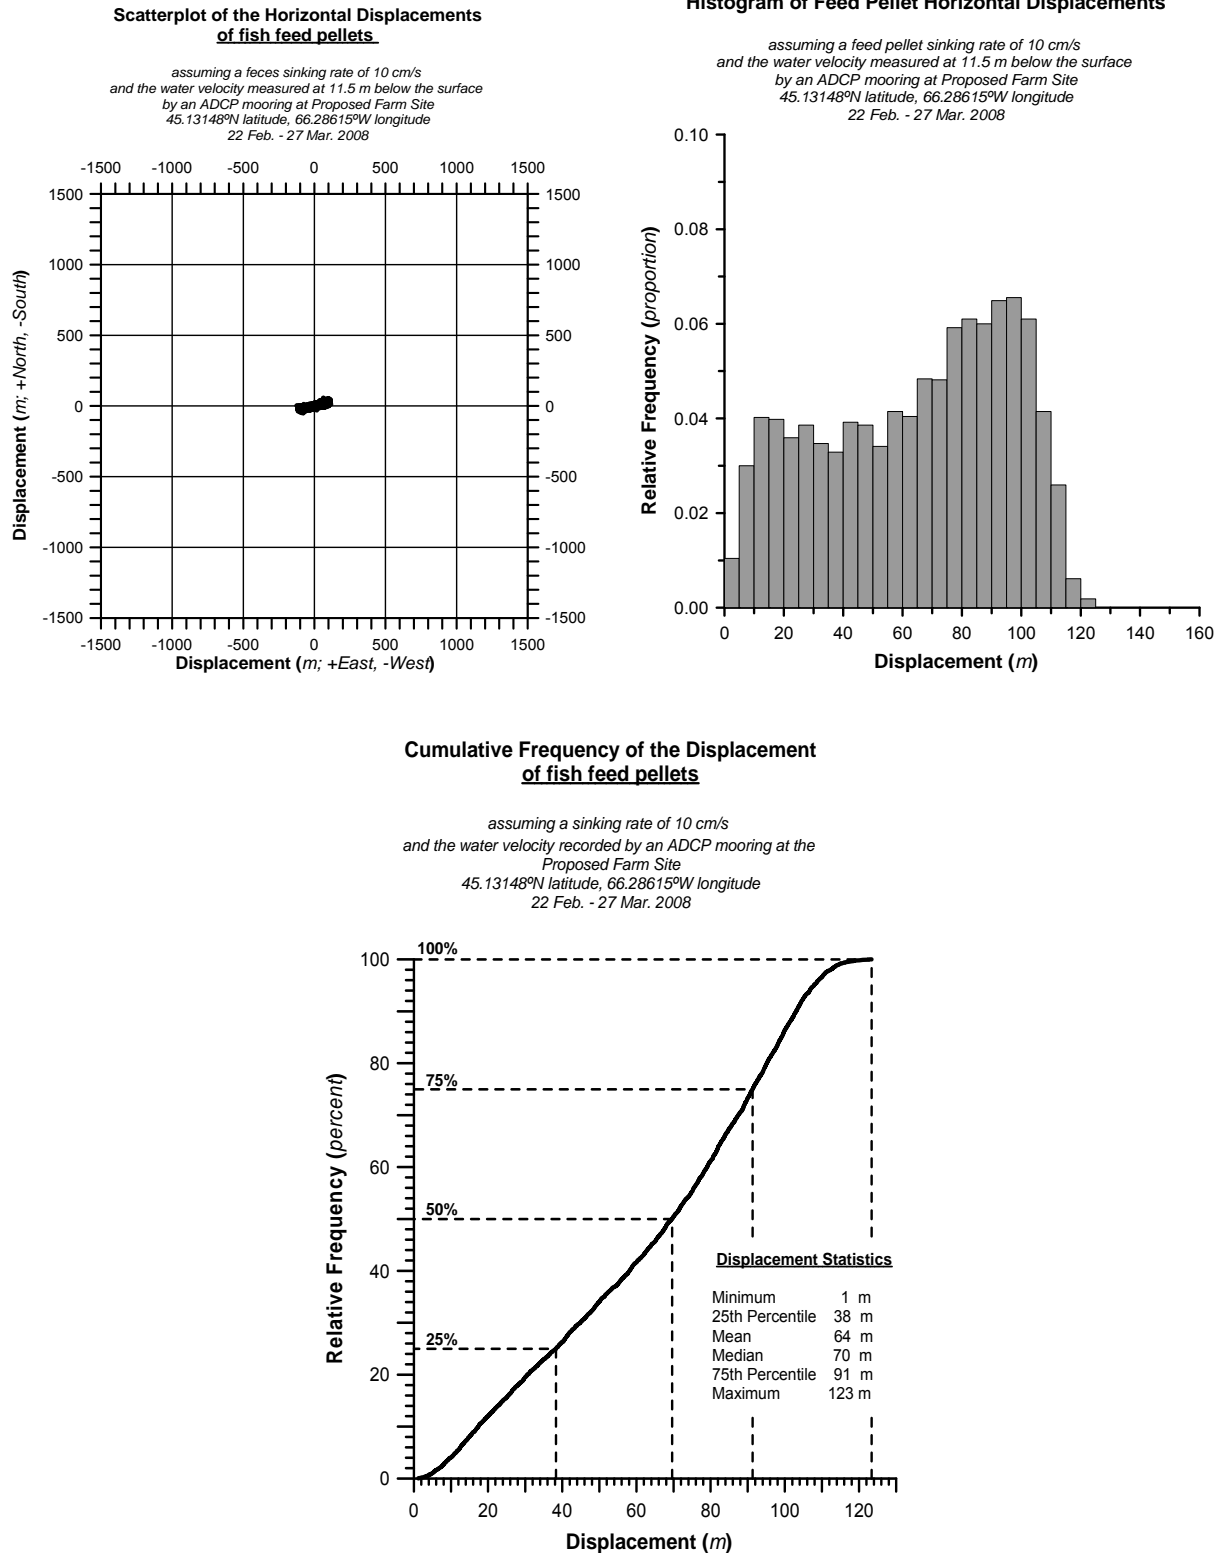 Scatterplot of the Horizontal Displacements
of fish feed pellets
assuming a feces sinking rate of 10 cm/s
and the water velocity measured at 11.5 m below the surface
by an ADCP mooring at Proposed Farm Site
45.13148ºN latitude, 66.28615ºW longitude
22 Feb. - 27 Mar. 2008
-1500 -1000 -500 0 500 1000 1500
1500 1500
1000 1000
500 500
0 0
-500 -500
-1000 -1000
-1500 -1500
-1500 -1000 -500 0 500 1000 1500
Displacement (m; +North, -South)
Displacement (m; +East, -West)
Histogram of Feed Pellet Horizontal Displacements
assuming a feed pellet sinking rate of 10 cm/s
and the water velocity measured at 11.5 m below the surface
by an ADCP mooring at Proposed Farm Site
45.13148ºN latitude, 66.28615ºW longitude
22 Feb. - 27 Mar. 2008
0.10
0.08
0.06
0.04
0.02
0.00
Relative Frequency (proportion)
0 20 40 60 80 100 120 140 160
Displacement (m)
Cumulative Frequency of the Displacement
of fish feed pellets
assuming a sinking rate of 10 cm/s
and the water velocity recorded by an ADCP mooring at the
Proposed Farm Site
45.13148ºN latitude, 66.28615ºW longitude
22 Feb. - 27 Mar. 2008
100
80
60
40
20
0
Relative Frequency (percent)
100%
75%
50%
25%
Displacement Statistics
Minimum 1 m
25th Percentile 38 m
Mean 64 m
Median 70 m
75th Percentile 91 m
Maximum 123 m
0 20 40 60 80 100 120
Displacement (m)